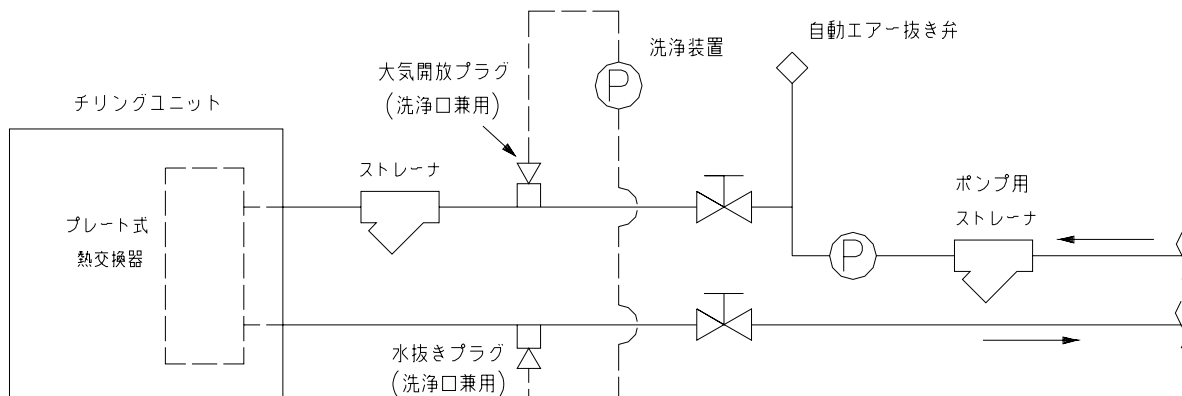 自動エアー抜き弁
洗浄装置
大気開放プラグ
(洗浄口兼用)
P
チリングユニット
ストレーナ
ポンプ用
ストレーナ
プレート式
熱交換器
P
水抜きプラグ
(洗浄口兼用)